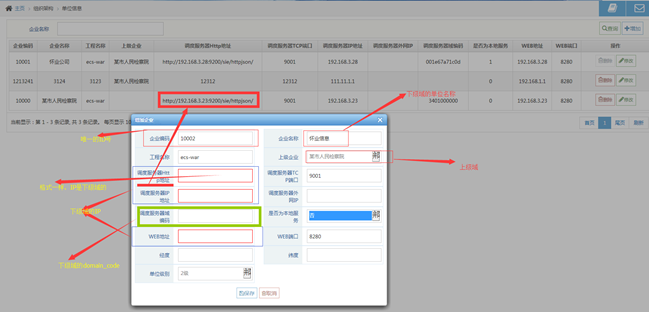 主页 › 组织架构 › 单位信息
企业名称 查询 +增加
企业编码 企业名称 工程名称 上级企业 调度服务器Http地址 调度服务器TCP端口 调度服务器IP地址 调度服务器外网IP 调度服务器域编码 是否为本地服务 WEB地址 WEB端口 操作
10001 怀业公司 ecs-war 某市人民检察院 http://192.168.3.28:9200/sie/httpjson/ 9001 192.168.3.28 001e67a71c9d 1 192.168.3.28 8280 删除 修改
1213241 3124 3123 某市人民检察院 12312 12312 111.11.1.1 0 192.168.1.1 8280 删除 修改
10000 某市人民检察院 ecs-war http://192.168.3.23:9200/sie/httpjson/ 9001 192.168.3.23 3401000000 0 192.168.3.23 8280 删除 修改
当前显示：第 1 - 3 条记录, 共 3 条记录。 每页显示
首页 1 尾页 刷新
下级域的单位名称
增加企业
唯一的
企业编码 10002 企业名称 怀业信息
工程名称 ecs-war 上级企业 某市人民检察院
上级域
格式一样，IP是下级域的
调度服务器Http地址 调度服务器TCP端口 9001
调度服务器IP地址 调度服务器外网IP
下级域的IP
调度服务器域编码 是否为本地服务 否
WEB地址 WEB端口 8280
下级域的domain_code
经度 纬度
单位级别 2级
保存 取消